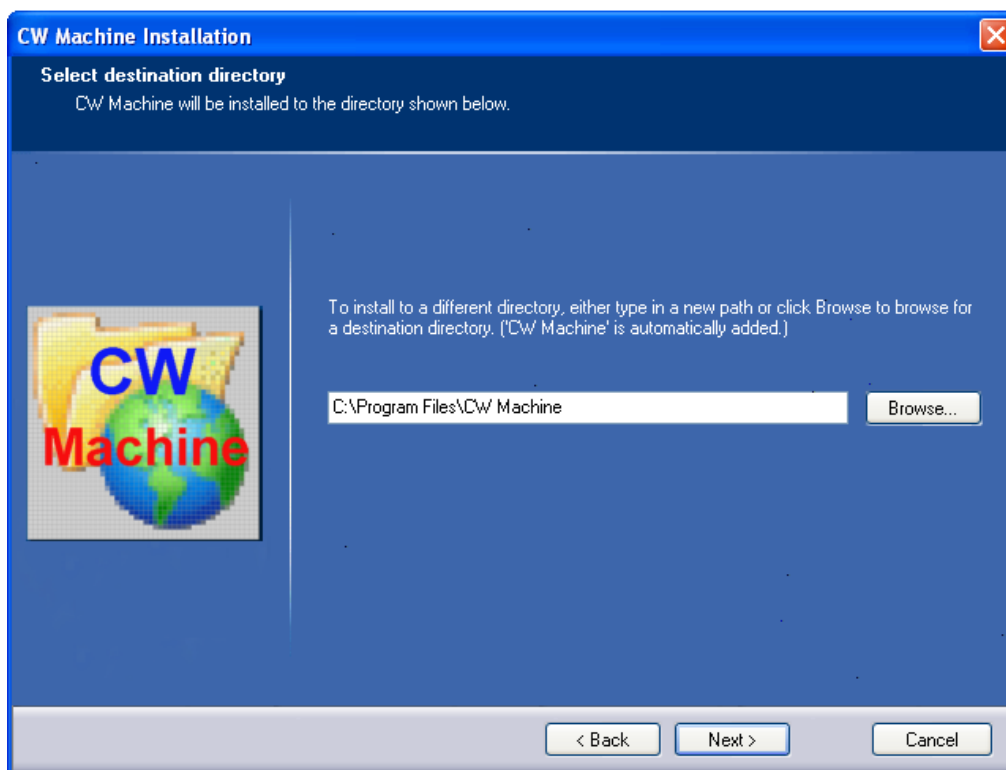 CW Machine Installation
Select destination directory
CW Machine will be installed to the directory shown below.
CW
Machine
To install to a different directory, either type in a new path or click Browse to browse for
a destination directory. ('CW Machine' is automatically added.)
C:\Program Files\CW Machine
Browse...
< Back
Next >
Cancel